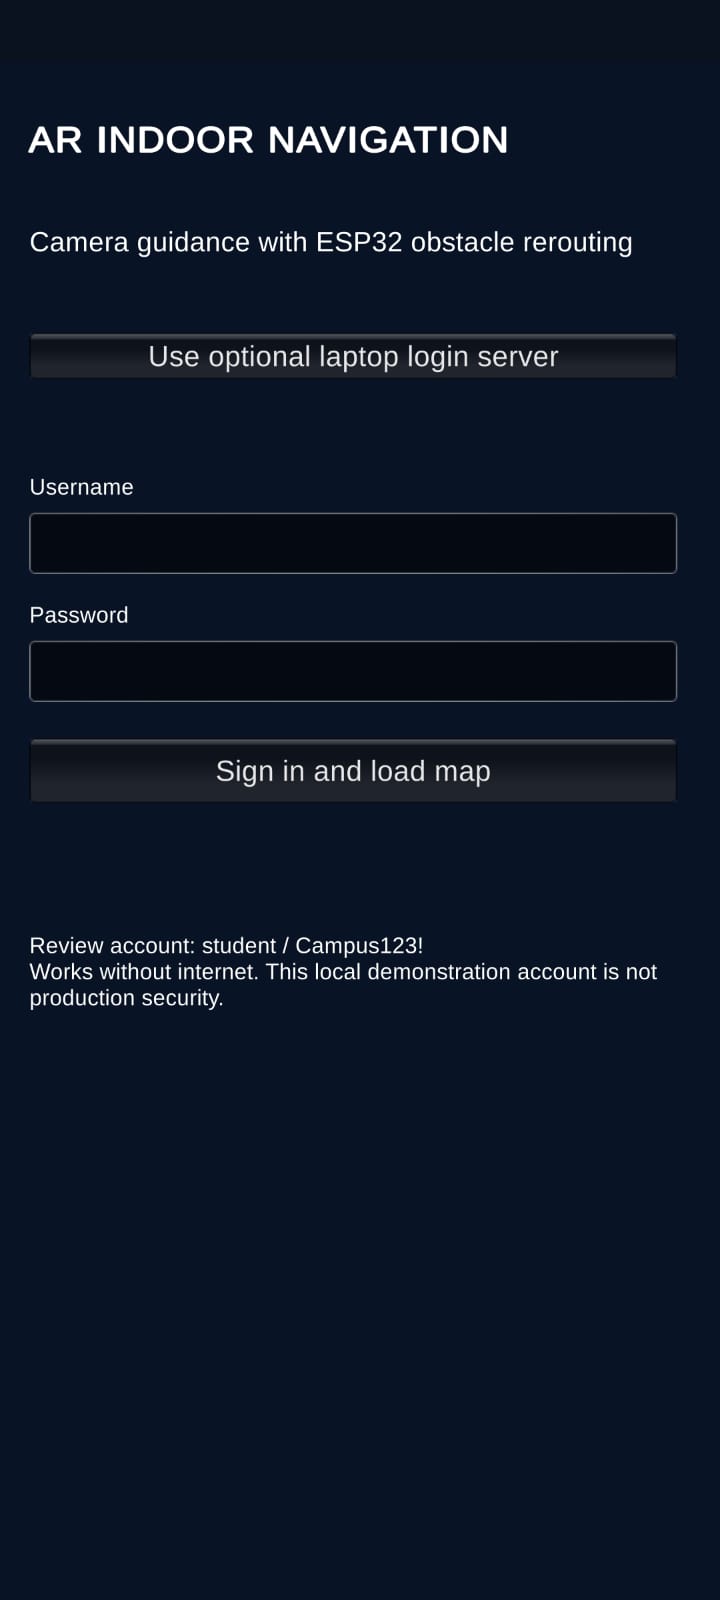 AR INDOOR NAVIGATION
Camera guidance with ESP32 obstacle rerouting
Use optional laptop login server
Username
Password
Sign in and load map
Review account: student / Campus123!
Works without internet. This local demonstration account is not
production security.